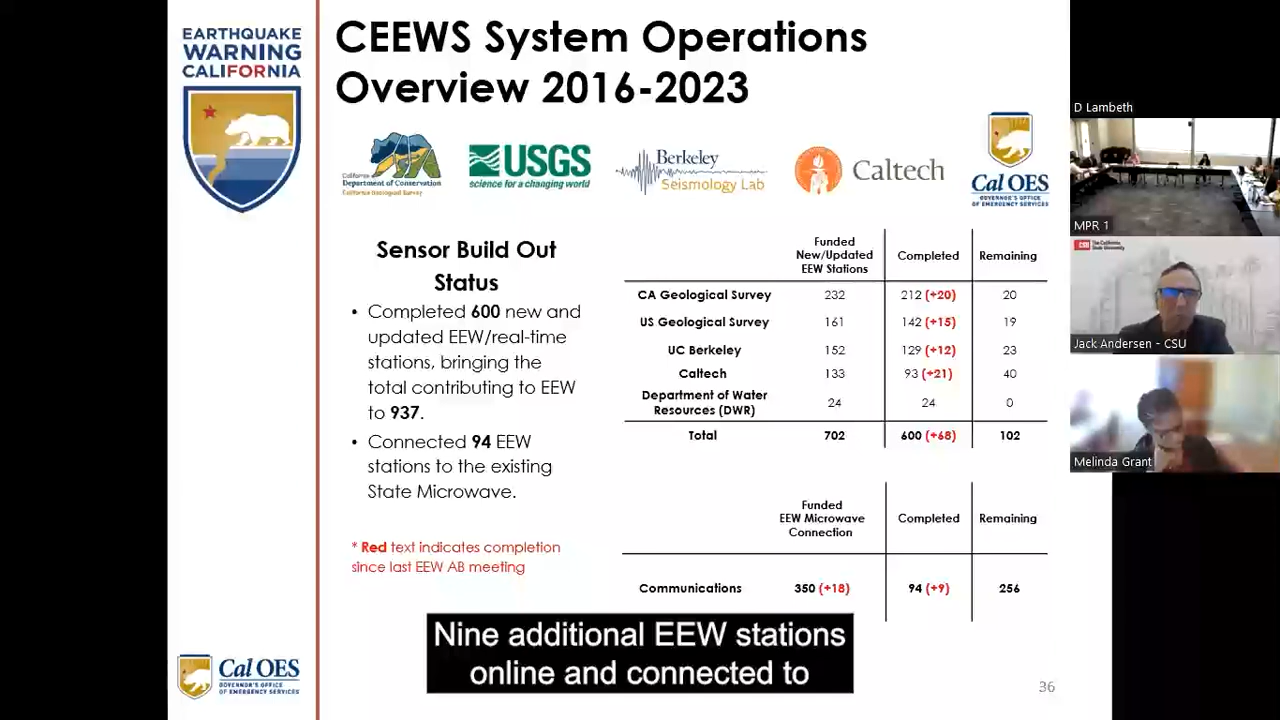 EARTHQUAKE
WARNING
CALIFORNIA
CEEWS System Operations
Overview 2016-2023
California
Department of Conservation
California Geological Survey
USGS
science for a changing world
Berkeley
Seismology Lab
Caltech
Cal OES
GOVERNOR'S OFFICE
OF EMERGENCY SERVICES
Sensor Build Out
Status
• Completed 600 new and
updated EEW/real-time
stations, bringing the
total contributing to EEW
to 937.
• Connected 94 EEW
stations to the existing
State Microwave.
* Red text indicates completion
since last EEW AB meeting
Funded
New/Updated
EEW Stations
Completed
Remaining
CA Geological Survey 232 212 (+20) 20
US Geological Survey 161 142 (+15) 19
UC Berkeley 152 129 (+12) 23
Caltech 133 93 (+21) 40
Department of Water
Resources (DWR) 24 24 0
Total 702 600 (+68) 102
Funded
EEW Microwave
Connection
Completed
Remaining
Communications 350 (+18) 94 (+9) 256
Nine additional EEW stations
online and connected to
Cal OES
GOVERNOR'S OFFICE
OF EMERGENCY SERVICES
36
D Lambeth
MPR 1
CSU The California
State University
Jack Andersen - CSU
Melinda Grant